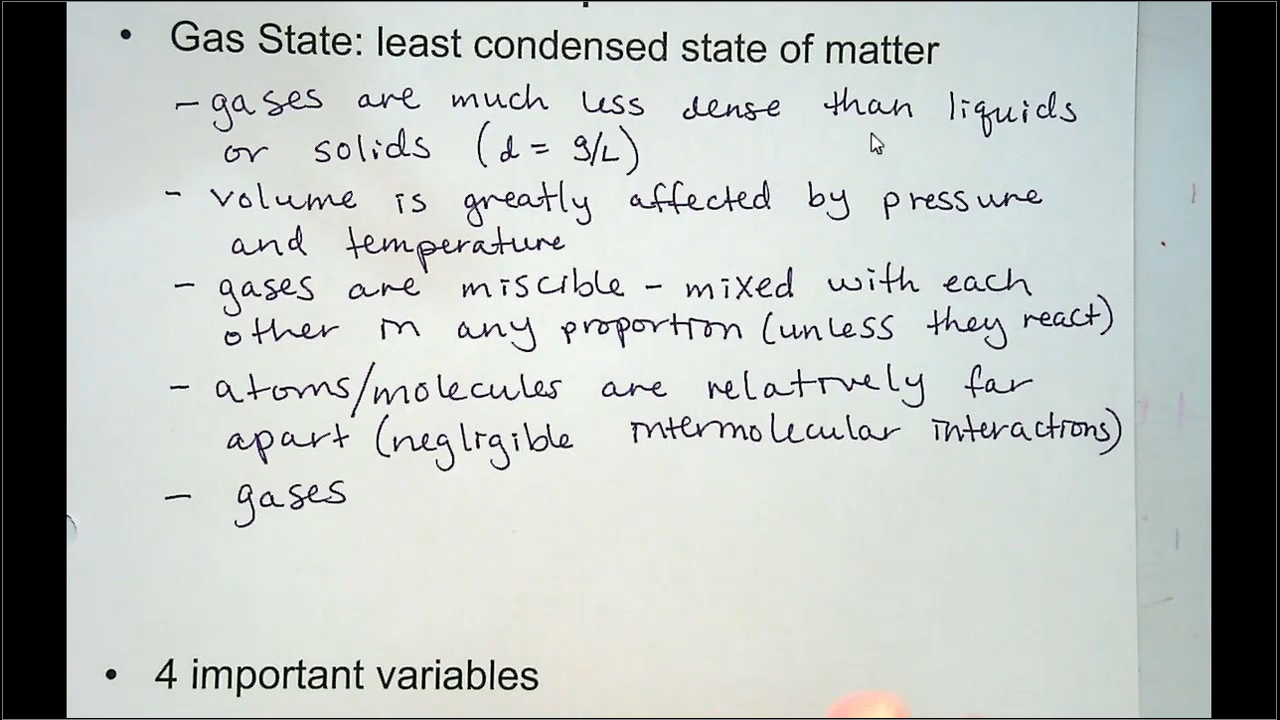 • Gas State: least condensed state of matter
- gases are much less dense than liquids
or solids (d = g/L)
- volume is greatly affected by pressure
and temperature
- gases are miscible - mixed with each
other in any proportion (unless they react)
- atoms/molecules are relatively far
apart (negligible intermolecular interactions)
- gases
• 4 important variables